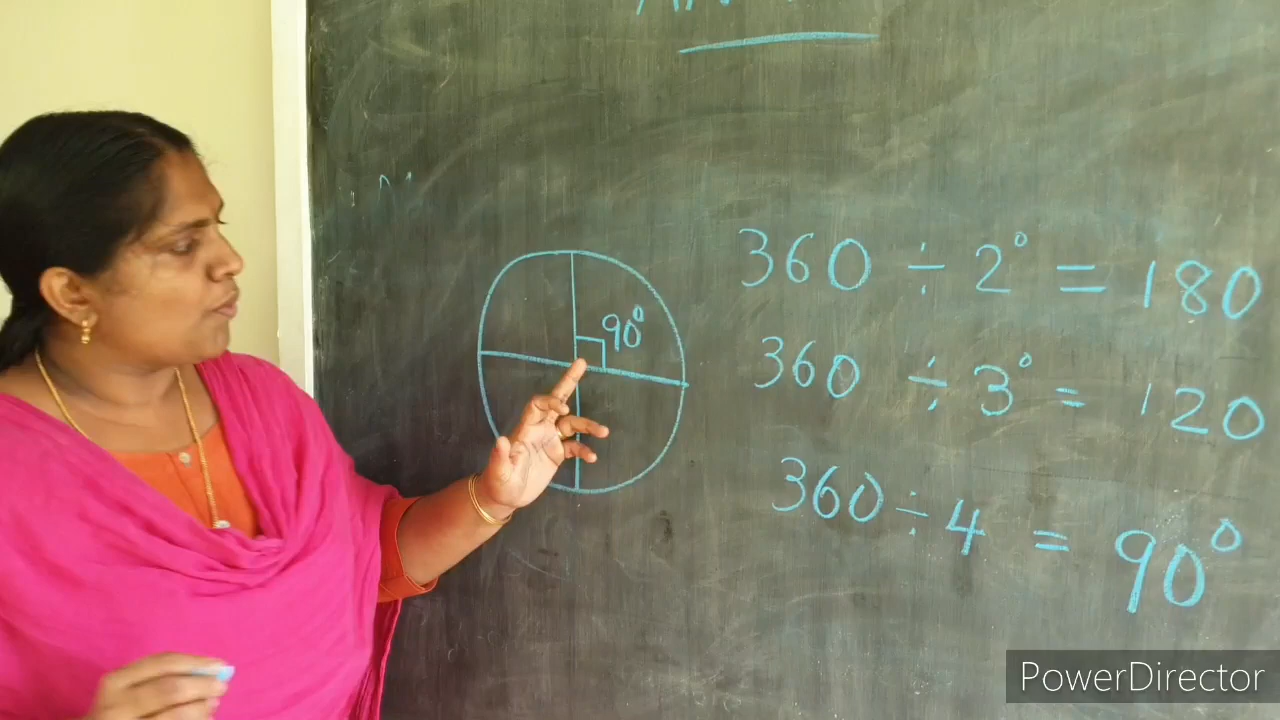 90°
360 ÷ 2° = 180
360 ÷ 3° = 120
360 ÷ 4 = 90°
PowerDirector